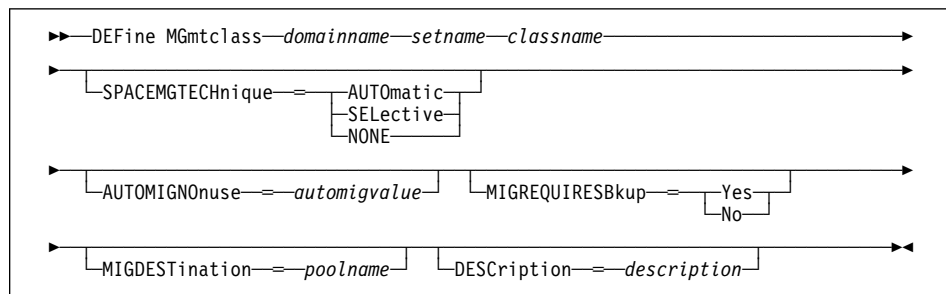 DEFine MGmtclass domainname setname classname
SPACEMGTECHnique = AUTOmatic
SELective
NONE
AUTOMIGNOnuse = automigvalue MIGREQUIRESBkup = Yes
No
MIGDESTination = poolname DESCription = description